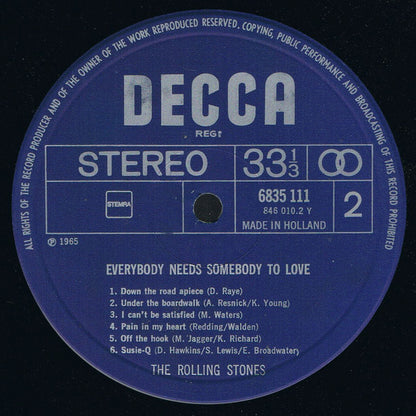 ALL RIGHTS OF THE RECORD PRODUCER AND OF THE OWNER OF THE WORK REPRODUCED RESERVED. COPYING, PUBLIC PERFORMANCE AND BROADCASTING OF THIS RECORD PROHIBITED
DECCA
REGᴰ
STEREO
33 1/3
STEMRA
6835 111
846 010.2 Y
MADE IN HOLLAND
2
℗ 1965
EVERYBODY NEEDS SOMEBODY TO LOVE
1. Down the road apiece (D. Raye)
2. Under the boardwalk (A. Resnick/K. Young)
3. I can't be satisfied (M. Waters)
4. Pain in my heart (Redding/Walden)
5. Off the hook (M. Jagger/K. Richard)
6. Susie-Q (D. Hawkins/S. Lewis/E. Broadwater)
THE ROLLING STONES